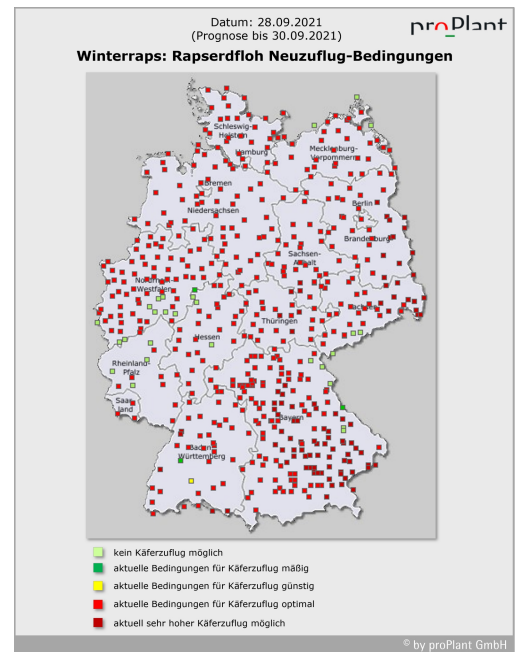 Datum: 28.09.2021
(Prognose bis 30.09.2021)
proPlant
Winterraps: Rapserdfloh Neuzuflug-Bedingungen
Schleswig-
Holstein
Hamburg
Mecklenburg-
Vorpommern
Bremen
Niedersachsen
Berlin
Brandenburg
Sachsen-
Anhalt
Nordrhein-
Westfalen
Sachsen
Thüringen
Hessen
Rheinland-
Pfalz
Saar-
land
Bayern
Baden-
Württemberg
kein Käferzuflug möglich
aktuelle Bedingungen für Käferzuflug mäßig
aktuelle Bedingungen für Käferzuflug günstig
aktuelle Bedingungen für Käferzuflug optimal
aktuell sehr hoher Käferzuflug möglich
© by proPlant GmbH